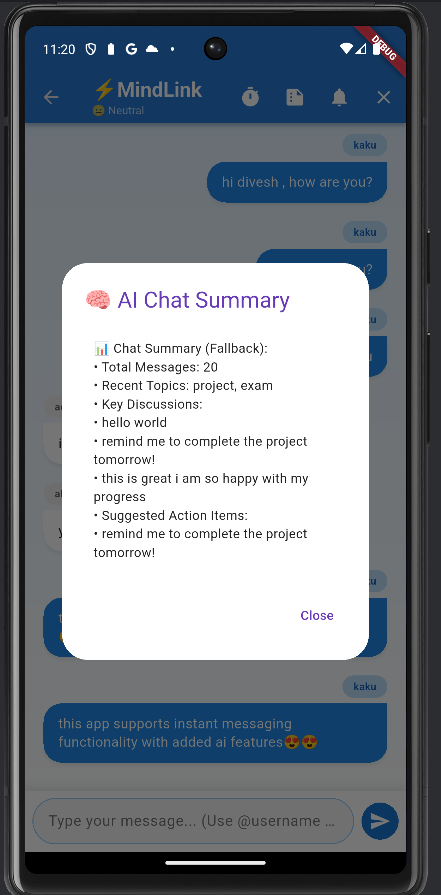 11:20
DEBUG
⚡MindLink
😐 Neutral
kaku
hi divesh , how are you?
kaku
?
🧠 AI Chat Summary
📊 Chat Summary (Fallback):
• Total Messages: 20
• Recent Topics: project, exam
• Key Discussions:
• hello world
• remind me to complete the project
tomorrow!
• this is great i am so happy with my
progress
• Suggested Action Items:
• remind me to complete the project
tomorrow!
Close
kaku
this app supports instant messaging
functionality with added ai features😍😍
Type your message... (Use @username ...